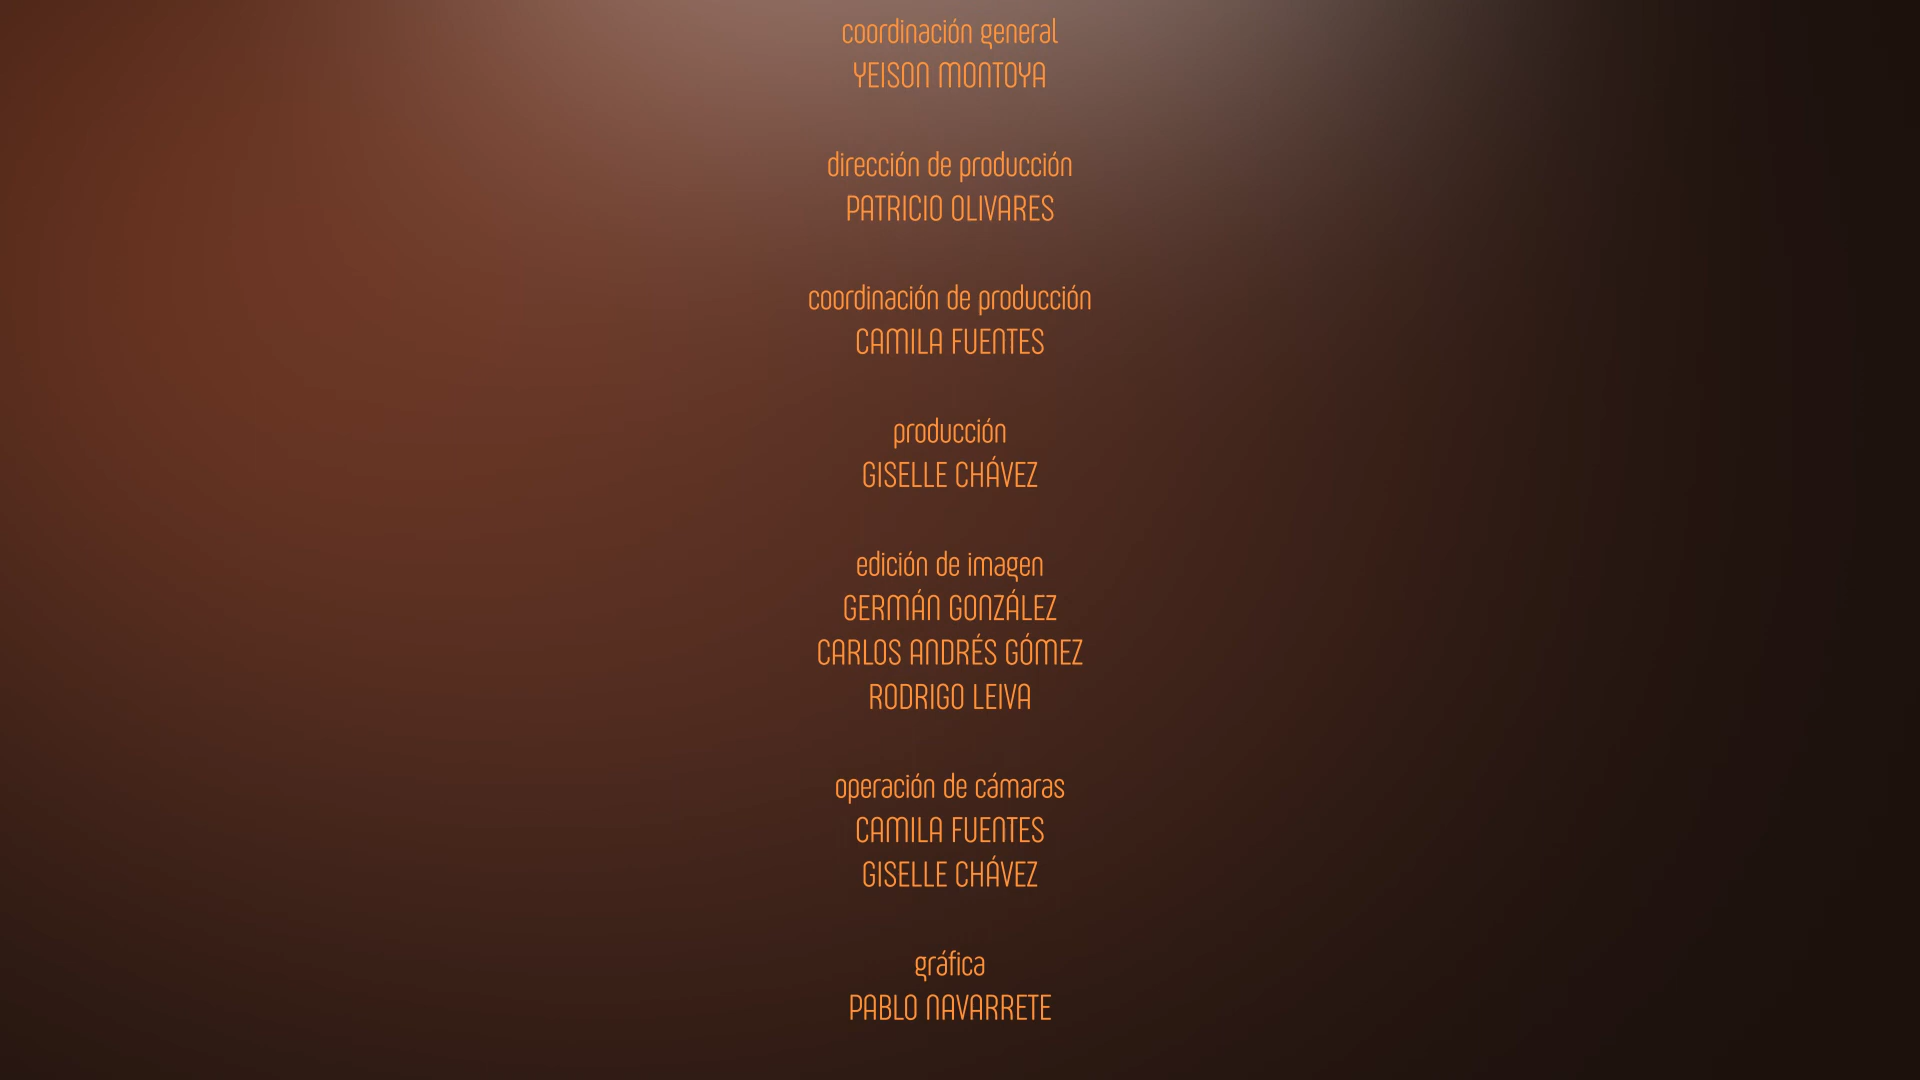 coordinación general
YEISON MONTOYA
dirección de producción
PATRICIO OLIVARES
coordinación de producción
CAMILA FUENTES
producción
GISELLE CHÁVEZ
edición de imagen
GERMÁN GONZÁLEZ
CARLOS ANDRÉS GÓMEZ
RODRIGO LEIVA
operación de cámaras
CAMILA FUENTES
GISELLE CHÁVEZ
gráfica
PABLO NAVARRETE